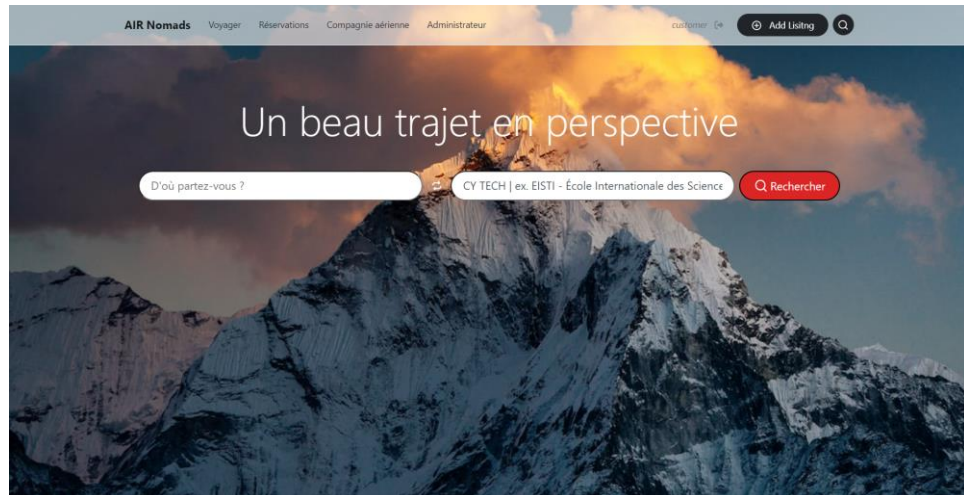 AIR Nomads Voyager Réservations Compagnie aérienne Administrateur customer Add Lisitng
Un beau trajet en perspective
D'où partez-vous ? CY TECH | ex. EISTI - École Internationale des Science Rechercher